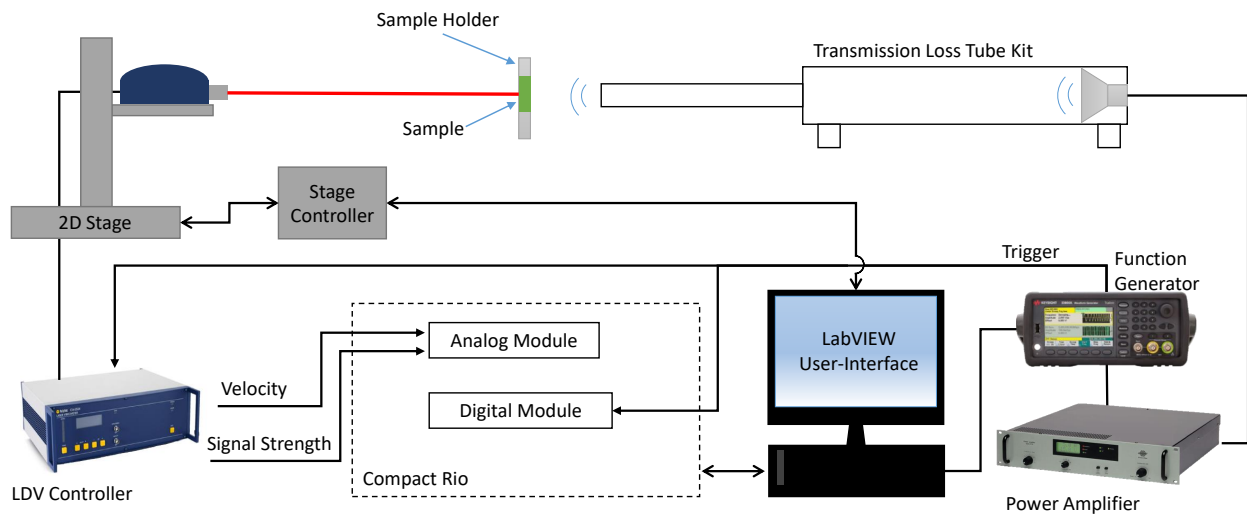 Sample Holder
Transmission Loss Tube Kit
Sample
Stage
Controller
2D Stage
Trigger
Function
Generator
Analog Module
LabVIEW
User-Interface
Velocity
Digital Module
Signal Strength
Compact Rio
LDV Controller
Power Amplifier